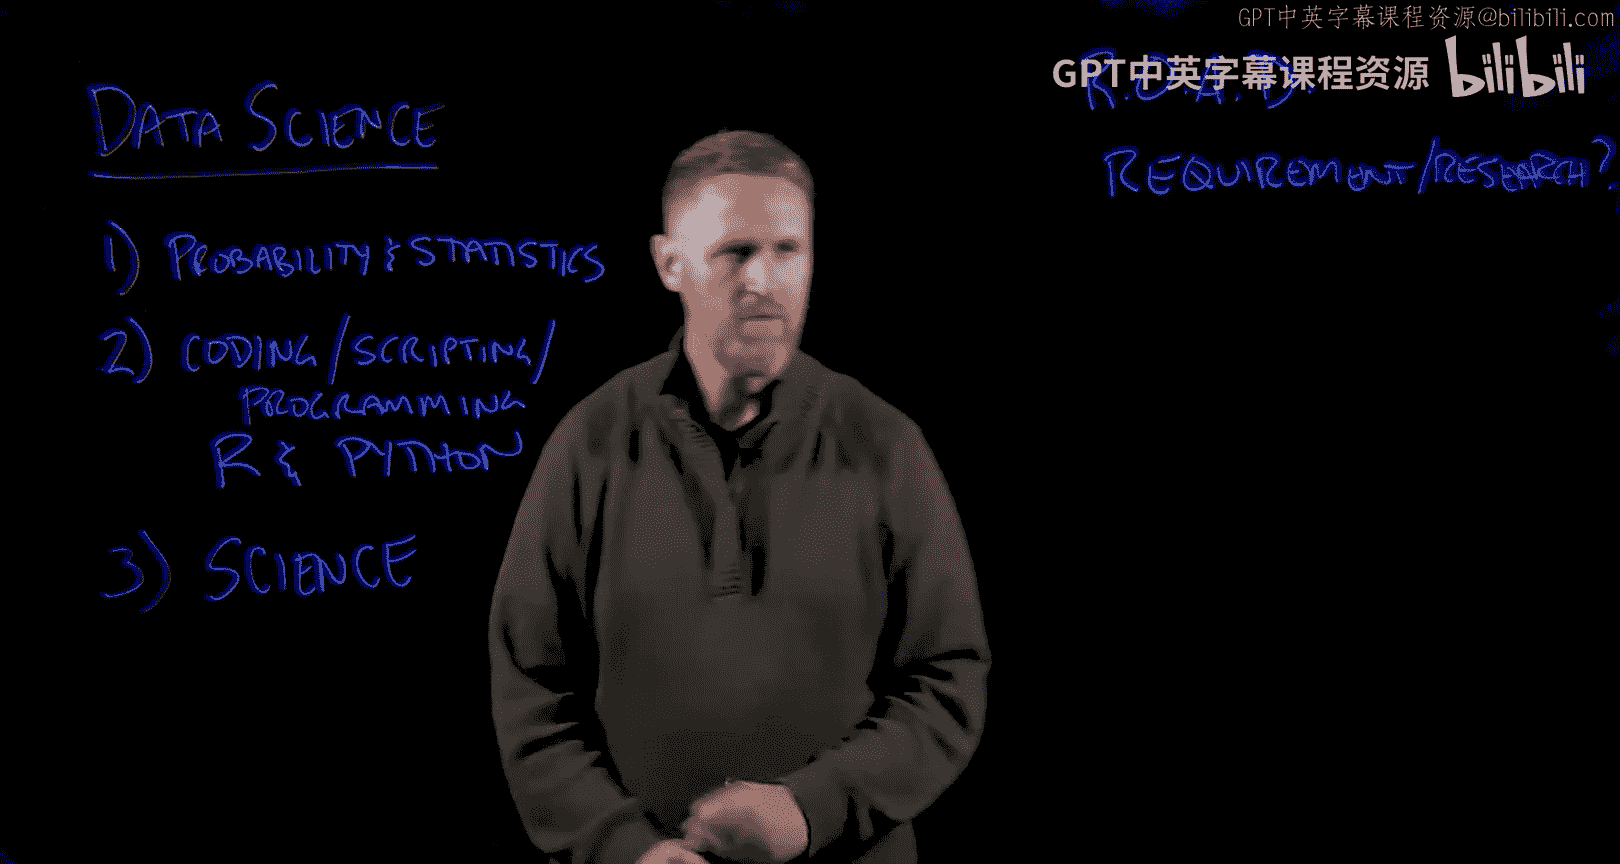 GPT中英字幕课程资源@bilibili.com
GPT中英字幕课程资源 bilibili
R.O.A.D.
REQUIREMENT/RESEARCH?
DATA SCIENCE
1) PROBABILITY & STATISTICS
2) CODING/SCRIPTING/
PROGRAMMING
R & PYTHON
3) SCIENCE